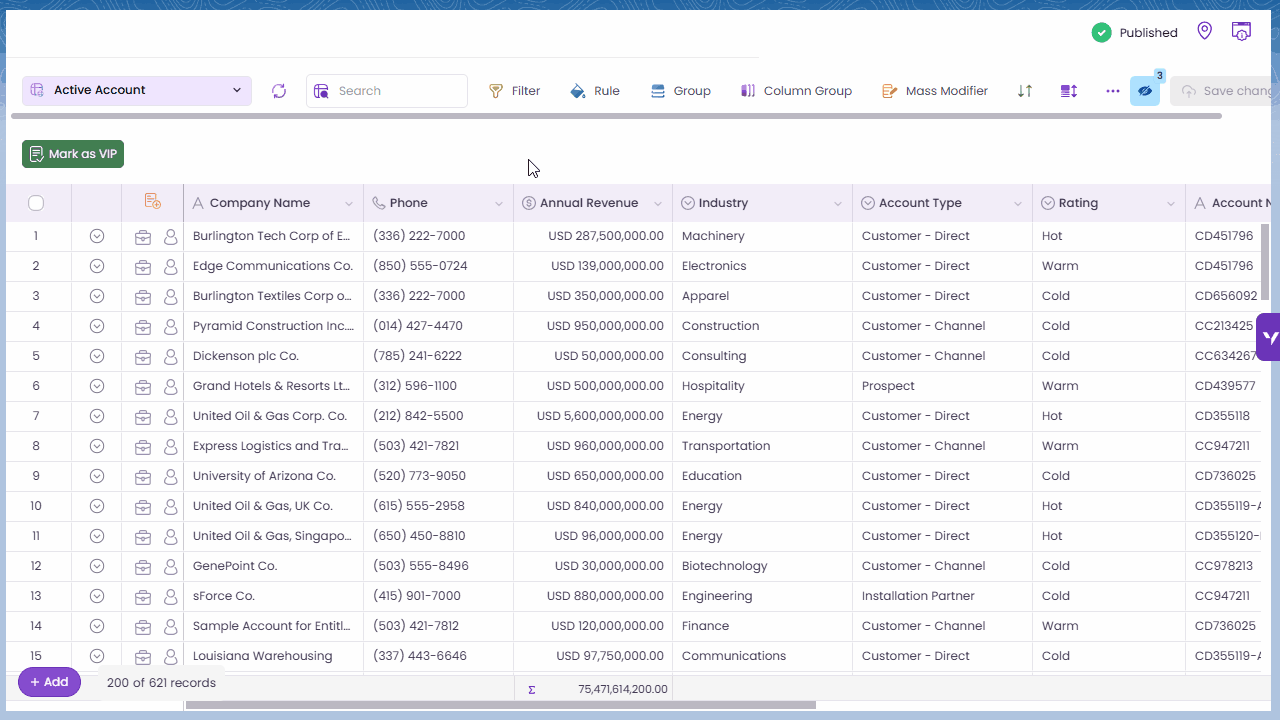 Published
Active Account Search Filter Rule Group Column Group Mass Modifier 3 Save chang
Mark as VIP
Company Name Phone Annual Revenue Industry Account Type Rating Account N
1 Burlington Tech Corp of E... (336) 222-7000 USD 287,500,000.00 Machinery Customer - Direct Hot CD451796
2 Edge Communications Co. (850) 555-0724 USD 139,000,000.00 Electronics Customer - Direct Warm CD451796
3 Burlington Textiles Corp o... (336) 222-7000 USD 350,000,000.00 Apparel Customer - Direct Cold CD656092
4 Pyramid Construction Inc.... (014) 427-4470 USD 950,000,000.00 Construction Customer - Channel Cold CC213425
5 Dickenson plc Co. (785) 241-6222 USD 50,000,000.00 Consulting Customer - Channel Cold CC634267
6 Grand Hotels & Resorts Lt... (312) 596-1100 USD 500,000,000.00 Hospitality Prospect Warm CD439577
7 United Oil & Gas Corp. Co. (212) 842-5500 USD 5,600,000,000.00 Energy Customer - Direct Hot CD355118
8 Express Logistics and Tra... (503) 421-7821 USD 960,000,000.00 Transportation Customer - Channel Warm CC947211
9 University of Arizona Co. (520) 773-9050 USD 650,000,000.00 Education Customer - Direct Cold CD736025
10 United Oil & Gas, UK Co. (615) 555-2958 USD 840,000,000.00 Energy Customer - Direct Hot CD355119-A
11 United Oil & Gas, Singapo... (650) 450-8810 USD 96,000,000.00 Energy Customer - Direct Hot CD355120-
12 GenePoint Co. (503) 555-8496 USD 30,000,000.00 Biotechnology Customer - Channel Cold CC978213
13 sForce Co. (415) 901-7000 USD 880,000,000.00 Engineering Installation Partner Cold CC947211
14 Sample Account for Entitl... (503) 421-7812 USD 120,000,000.00 Finance Customer - Channel Warm CD736025
15 Louisiana Warehousing (337) 443-6646 USD 97,750,000.00 Communications Customer - Direct Cold CD355119-A
+ Add 200 of 621 records Σ 75,471,614,200.00